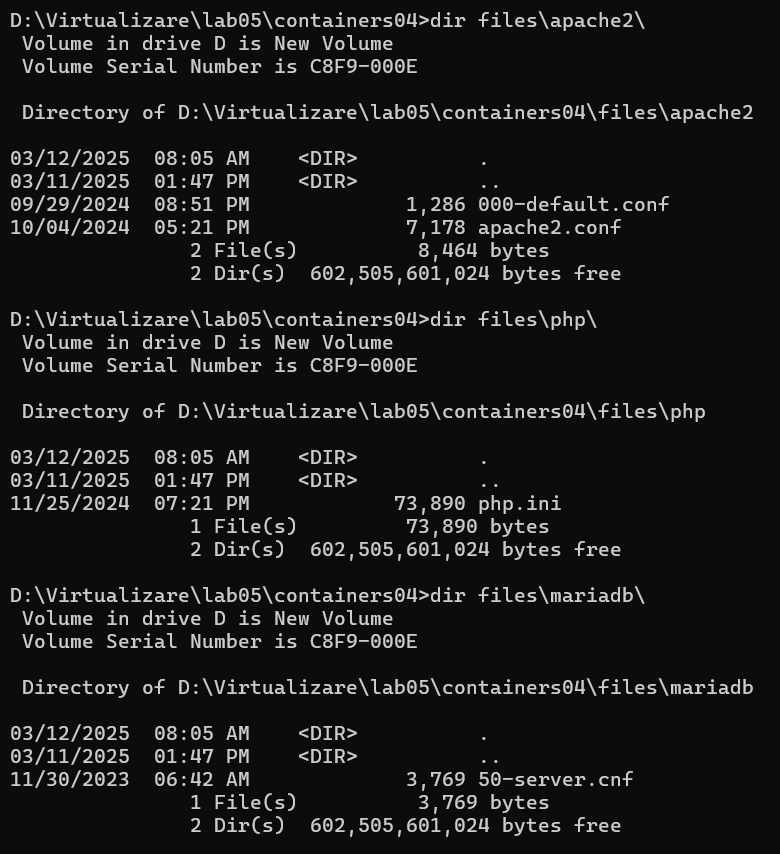 D:\Virtualizare\lab05\containers04>dir files\apache2\
 Volume in drive D is New Volume
 Volume Serial Number is C8F9-000E

 Directory of D:\Virtualizare\lab05\containers04\files\apache2

03/12/2025  08:05 AM    <DIR>          .
03/11/2025  01:47 PM    <DIR>          ..
09/29/2024  08:51 PM             1,286 000-default.conf
10/04/2024  05:21 PM             7,178 apache2.conf
               2 File(s)          8,464 bytes
               2 Dir(s)  602,505,601,024 bytes free

D:\Virtualizare\lab05\containers04>dir files\php\
 Volume in drive D is New Volume
 Volume Serial Number is C8F9-000E

 Directory of D:\Virtualizare\lab05\containers04\files\php

03/12/2025  08:05 AM    <DIR>          .
03/11/2025  01:47 PM    <DIR>          ..
11/25/2024  07:21 PM            73,890 php.ini
               1 File(s)         73,890 bytes
               2 Dir(s)  602,505,601,024 bytes free

D:\Virtualizare\lab05\containers04>dir files\mariadb\
 Volume in drive D is New Volume
 Volume Serial Number is C8F9-000E

 Directory of D:\Virtualizare\lab05\containers04\files\mariadb

03/12/2025  08:05 AM    <DIR>          .
03/11/2025  01:47 PM    <DIR>          ..
11/30/2023  06:42 AM             3,769 50-server.cnf
               1 File(s)          3,769 bytes
               2 Dir(s)  602,505,601,024 bytes free